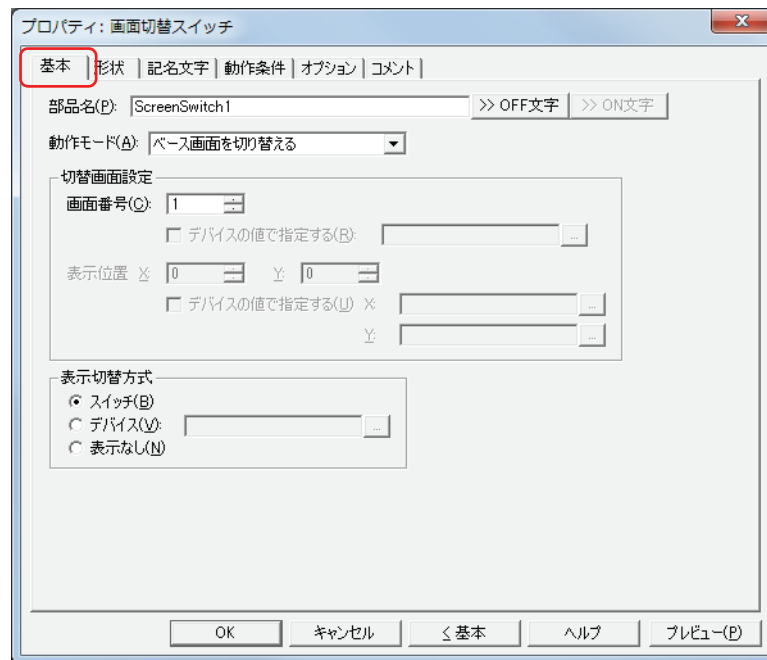 プロパティ: 画面切替スイッチ
基本 形状 記名文字 動作条件 オプション コメント
部品名(P): ScreenSwitch1 >> OFF文字 >> ON文字
動作モード(A): ベース画面を切り替える
切替画面設定
画面番号(C): 1
デバイスの値で指定する(R): ...
表示位置 X: 0 Y: 0
デバイスの値で指定する(U) X: ...
Y: ...
表示切替方式
スイッチ(B)
デバイス(V): ...
表示なし(N)
OK キャンセル < 基本 ヘルプ プレビュー(P)